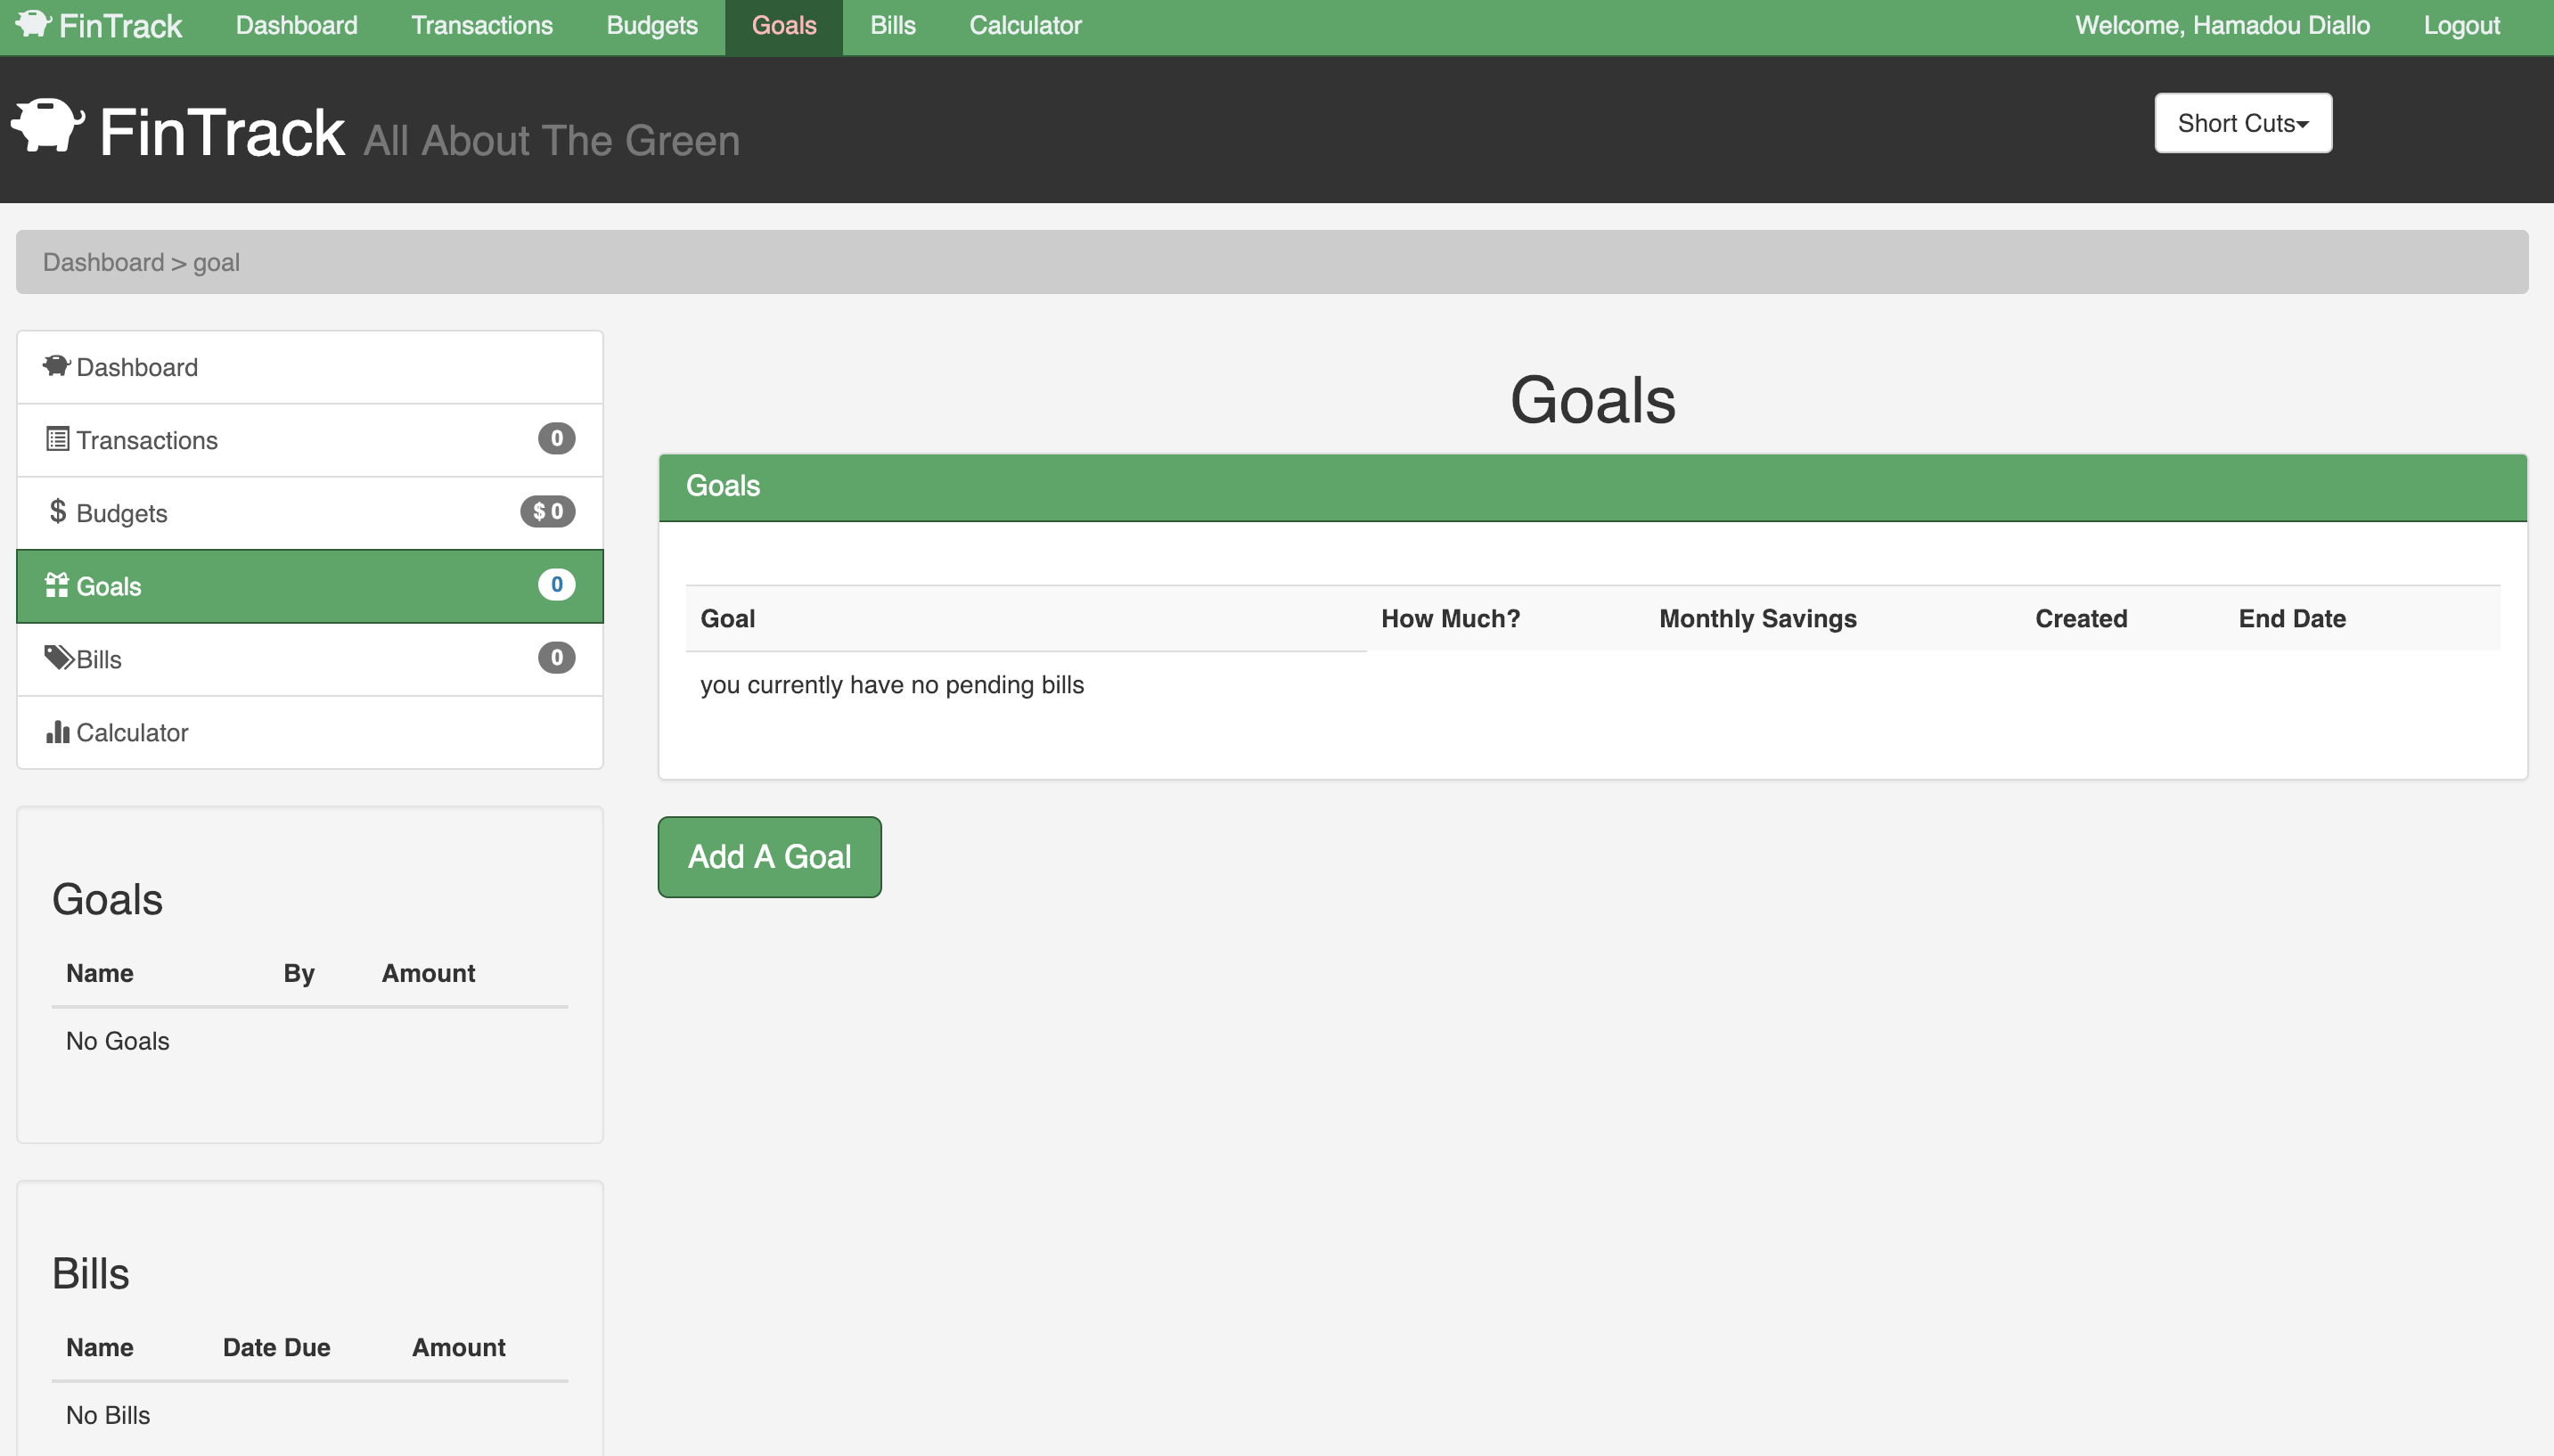 FinTrack Dashboard Transactions Budgets Goals Bills Calculator Welcome, Hamadou Diallo Logout
FinTrack All About The Green Short Cuts
Dashboard > goal
Dashboard
Transactions 0
$ Budgets $ 0
Goals 0
Bills 0
Calculator
Goals
Name By Amount
No Goals
Bills
Name Date Due Amount
No Bills
Goals
Goals
Goal How Much? Monthly Savings Created End Date
you currently have no pending bills
Add A Goal